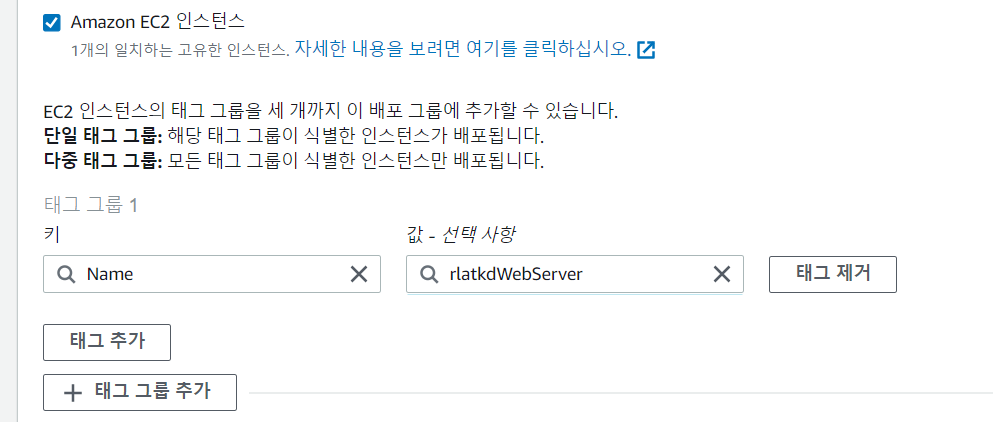 Amazon EC2 인스턴스
1개의 일치하는 고유한 인스턴스. 자세한 내용을 보려면 여기를 클릭하십시오.
EC2 인스턴스의 태그 그룹을 세 개까지 이 배포 그룹에 추가할 수 있습니다.
단일 태그 그룹: 해당 태그 그룹이 식별한 인스턴스가 배포됩니다.
다중 태그 그룹: 모든 태그 그룹이 식별한 인스턴스만 배포됩니다.
태그 그룹 1
키
값 - 선택 사항
Name
rlatkdWebServer
태그 제거
태그 추가
태그 그룹 추가